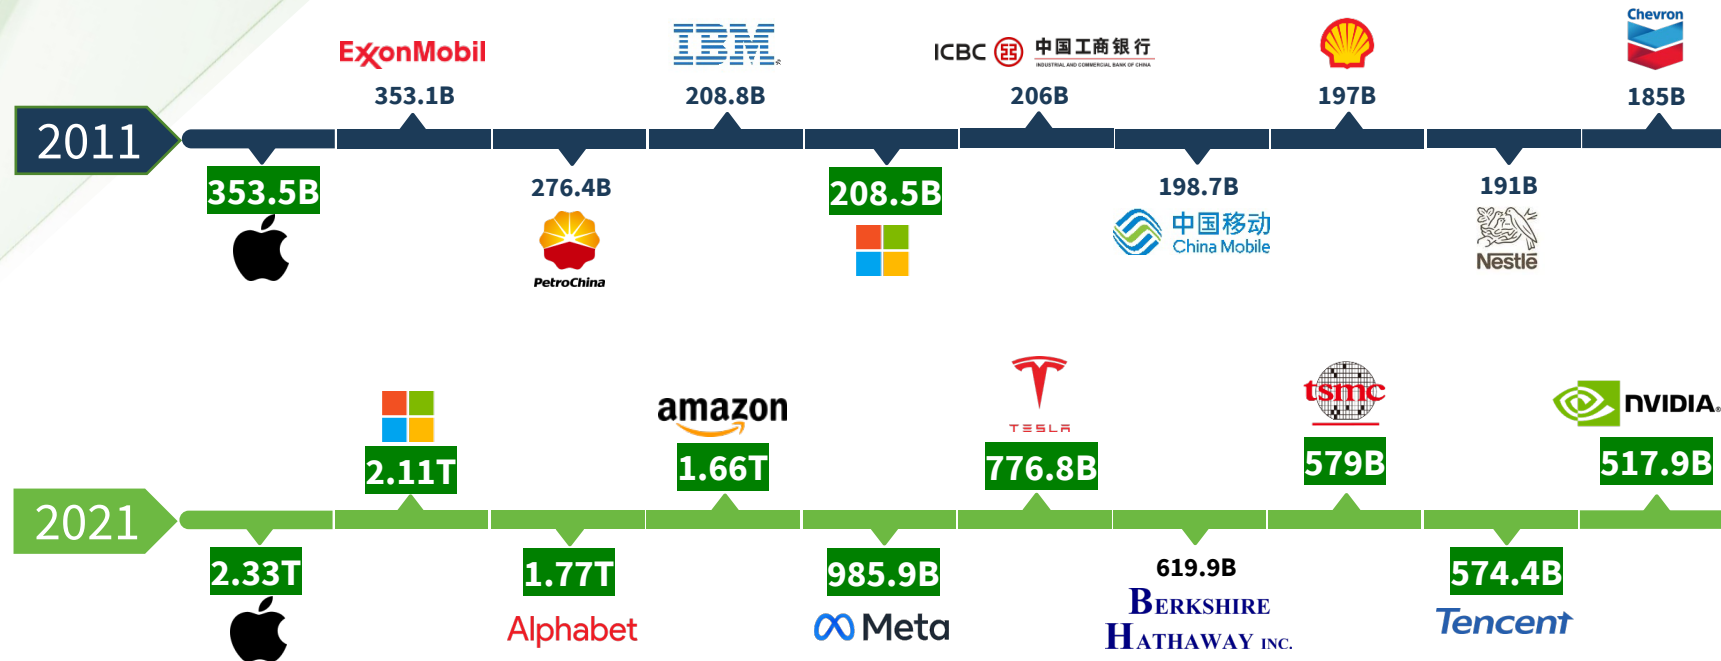 ExxonMobil
IBM®
ICBC 中国工商银行
INDUSTRIAL AND COMMERCIAL BANK OF CHINA
Chevron
353.1B
208.8B
206B
197B
185B
2011
353.5B
276.4B
208.5B
198.7B
191B
PetroChina
中国移动
China Mobile
Nestlé
amazon
TESLA
tsmc
NVIDIA®
2.11T
1.66T
776.8B
579B
517.9B
2021
2.33T
1.77T
985.9B
619.9B
574.4B
Alphabet
Meta
BERKSHIRE
HATHAWAY INC.
Tencent